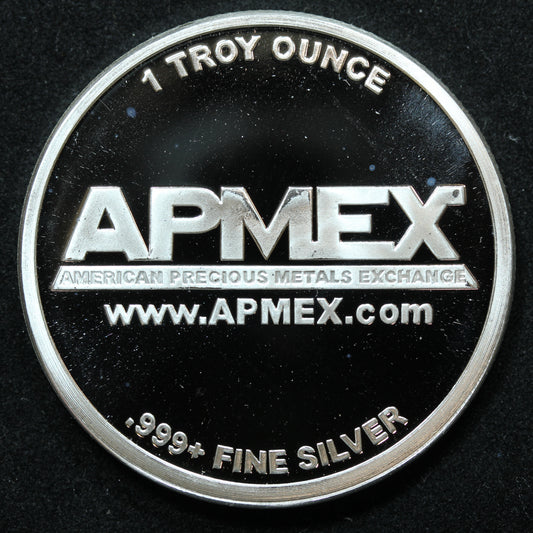 1 TROY OUNCE
APMEX
AMERICAN PRECIOUS METALS EXCHANGE
www.APMEX.com
.999+ FINE SILVER